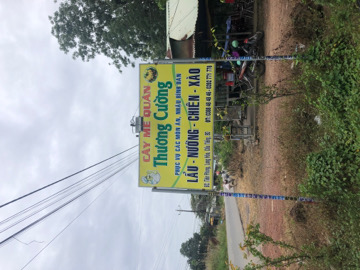 CÂY ME QUÁN
Thương Cường
PHỤC VỤ CÁC MÓN ĂN, NHẬU BÌNH DÂN
LẨU - NƯỚNG - CHIÊN - XÀO